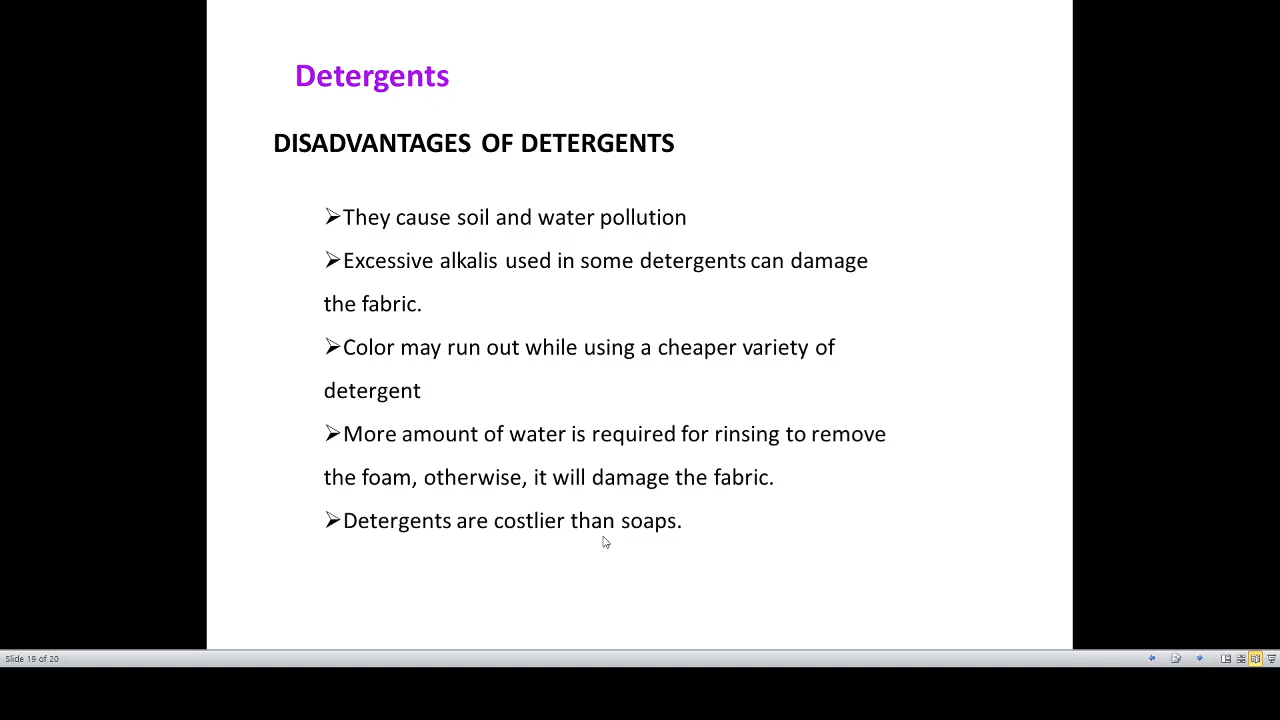 Detergents
DISADVANTAGES OF DETERGENTS
➢They cause soil and water pollution
➢Excessive alkalis used in some detergents can damage
the fabric.
➢Color may run out while using a cheaper variety of
detergent
➢More amount of water is required for rinsing to remove
the foam, otherwise, it will damage the fabric.
➢Detergents are costlier than soaps.
Slide 19 of 20